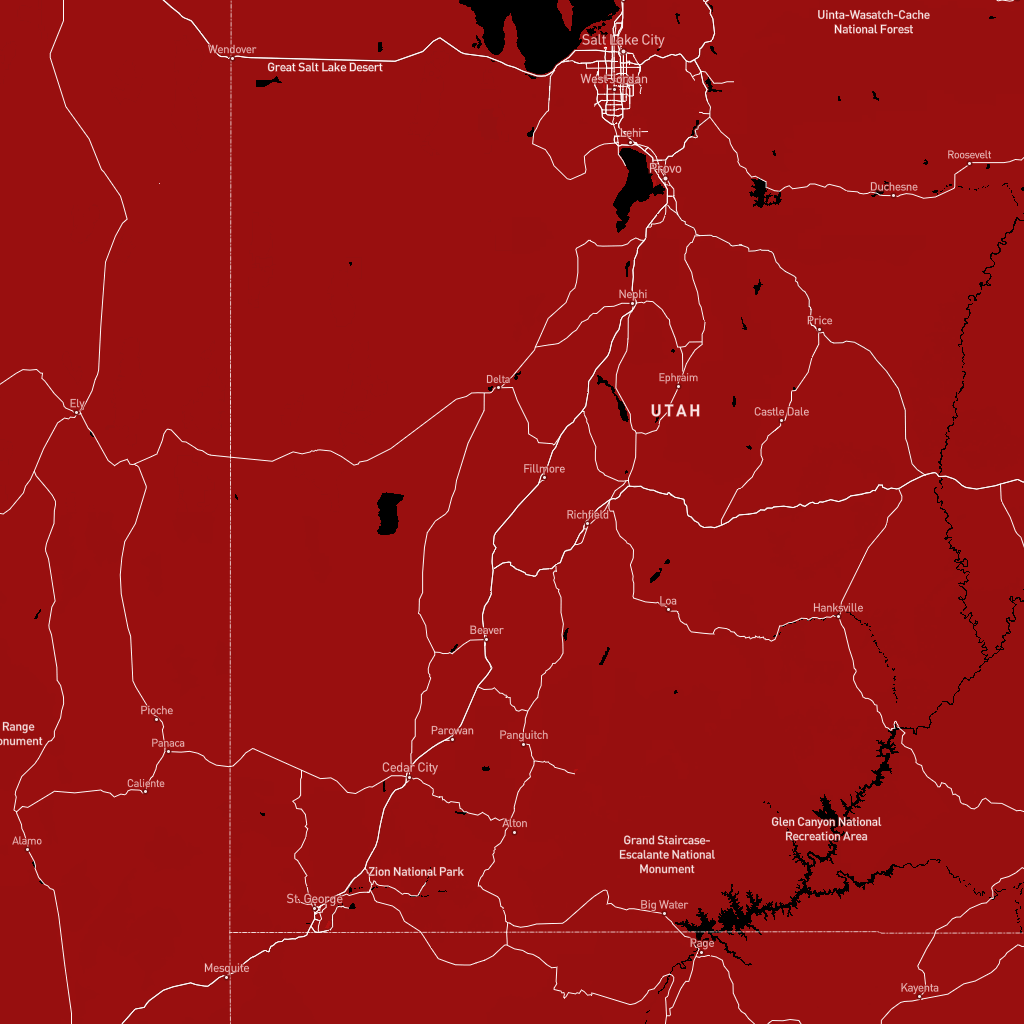 Uinta-Wasatch-Cache
National Forest
Salt Lake City
Wendover
Great Salt Lake Desert
West Jordan
Lehi
Roosevelt
Provo
Duchesne
Nephi
Price
Delta
Ephraim
Ely
UTAH
Castle Dale
Fillmore
Richfield
Loa
Hanksville
Beaver
Pioche
Range
onument
Panaca
Parowan
Panguitch
Cedar City
Caliente
Alton
Glen Canyon National
Recreation Area
Alamo
Grand Staircase-
Escalante National
Monument
Zion National Park
St. George
Big Water
Page
Mesquite
Kayenta